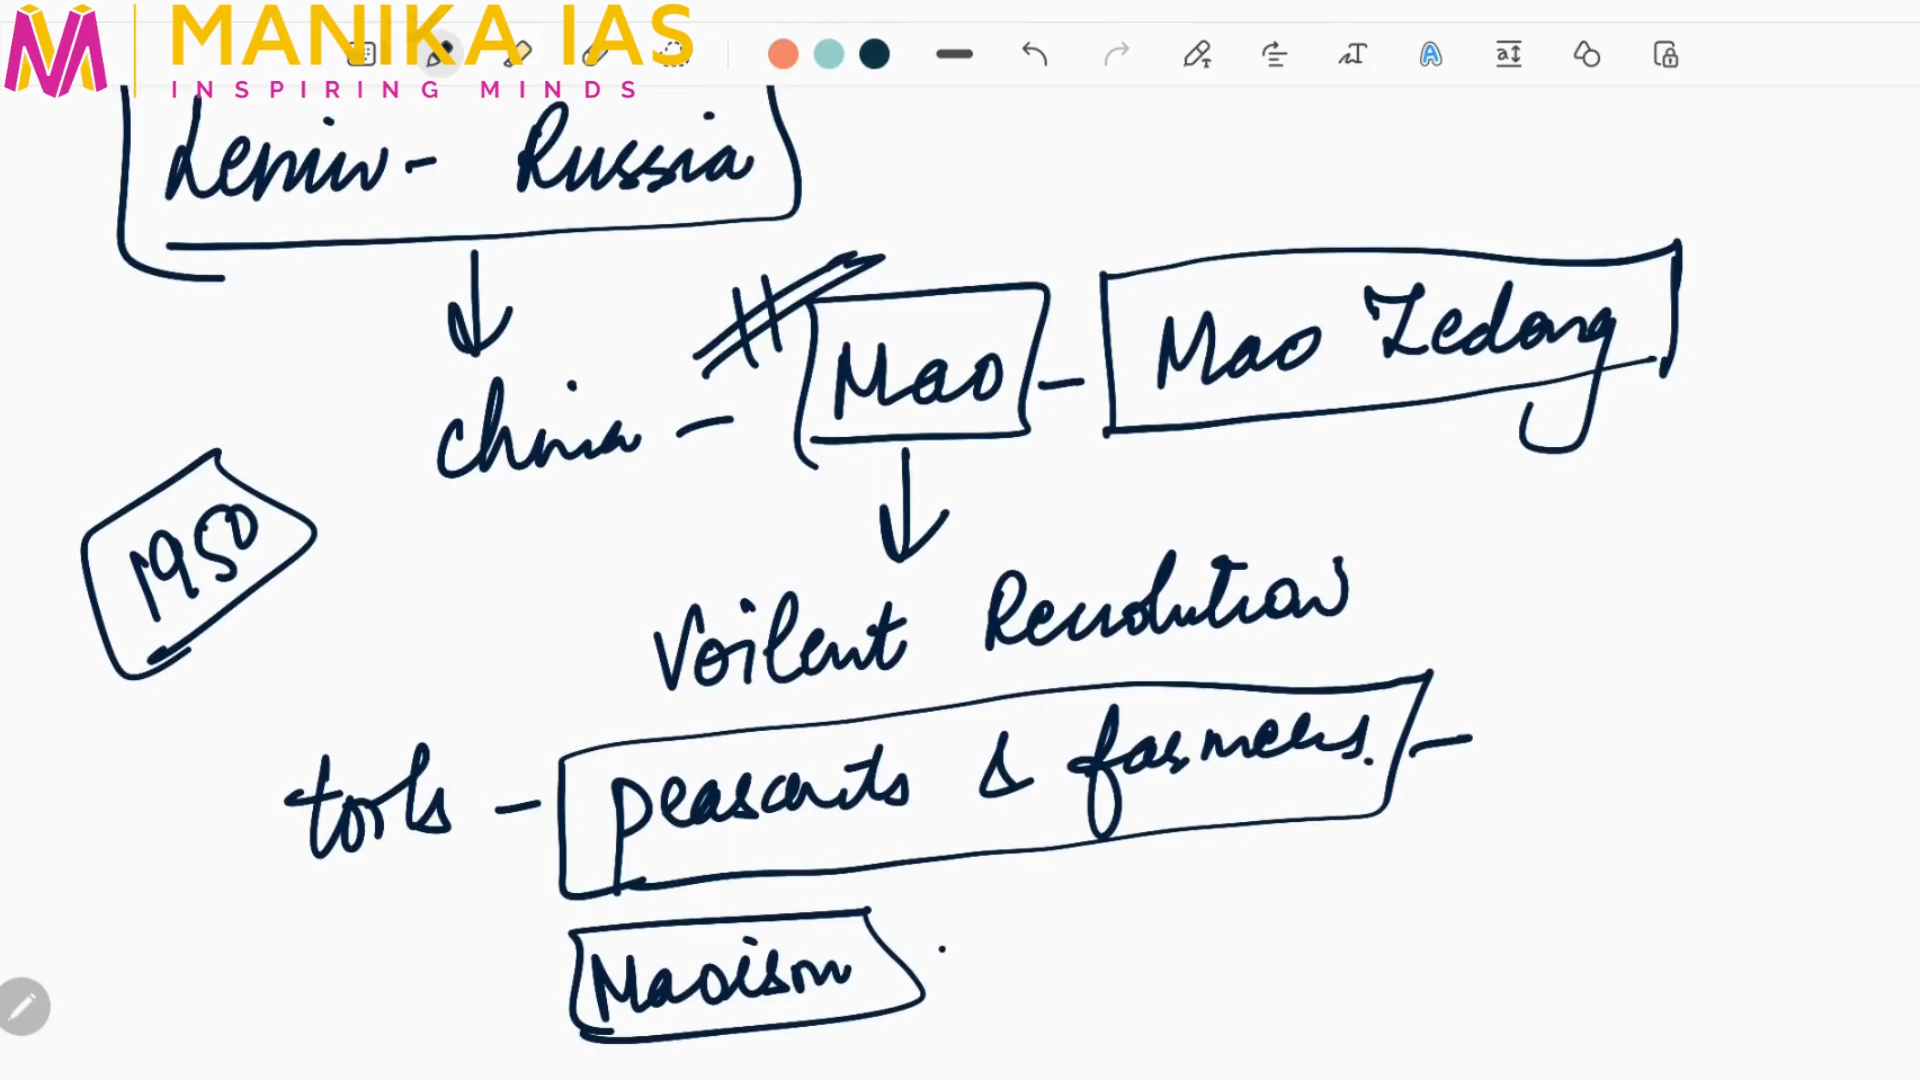 MANIKA IAS
INSPIRING MINDS
Lenin - Russia
China - Mao - Mao Zedong
1950
Voilent Revolution
tools - peasants & farmers. -
Maoism